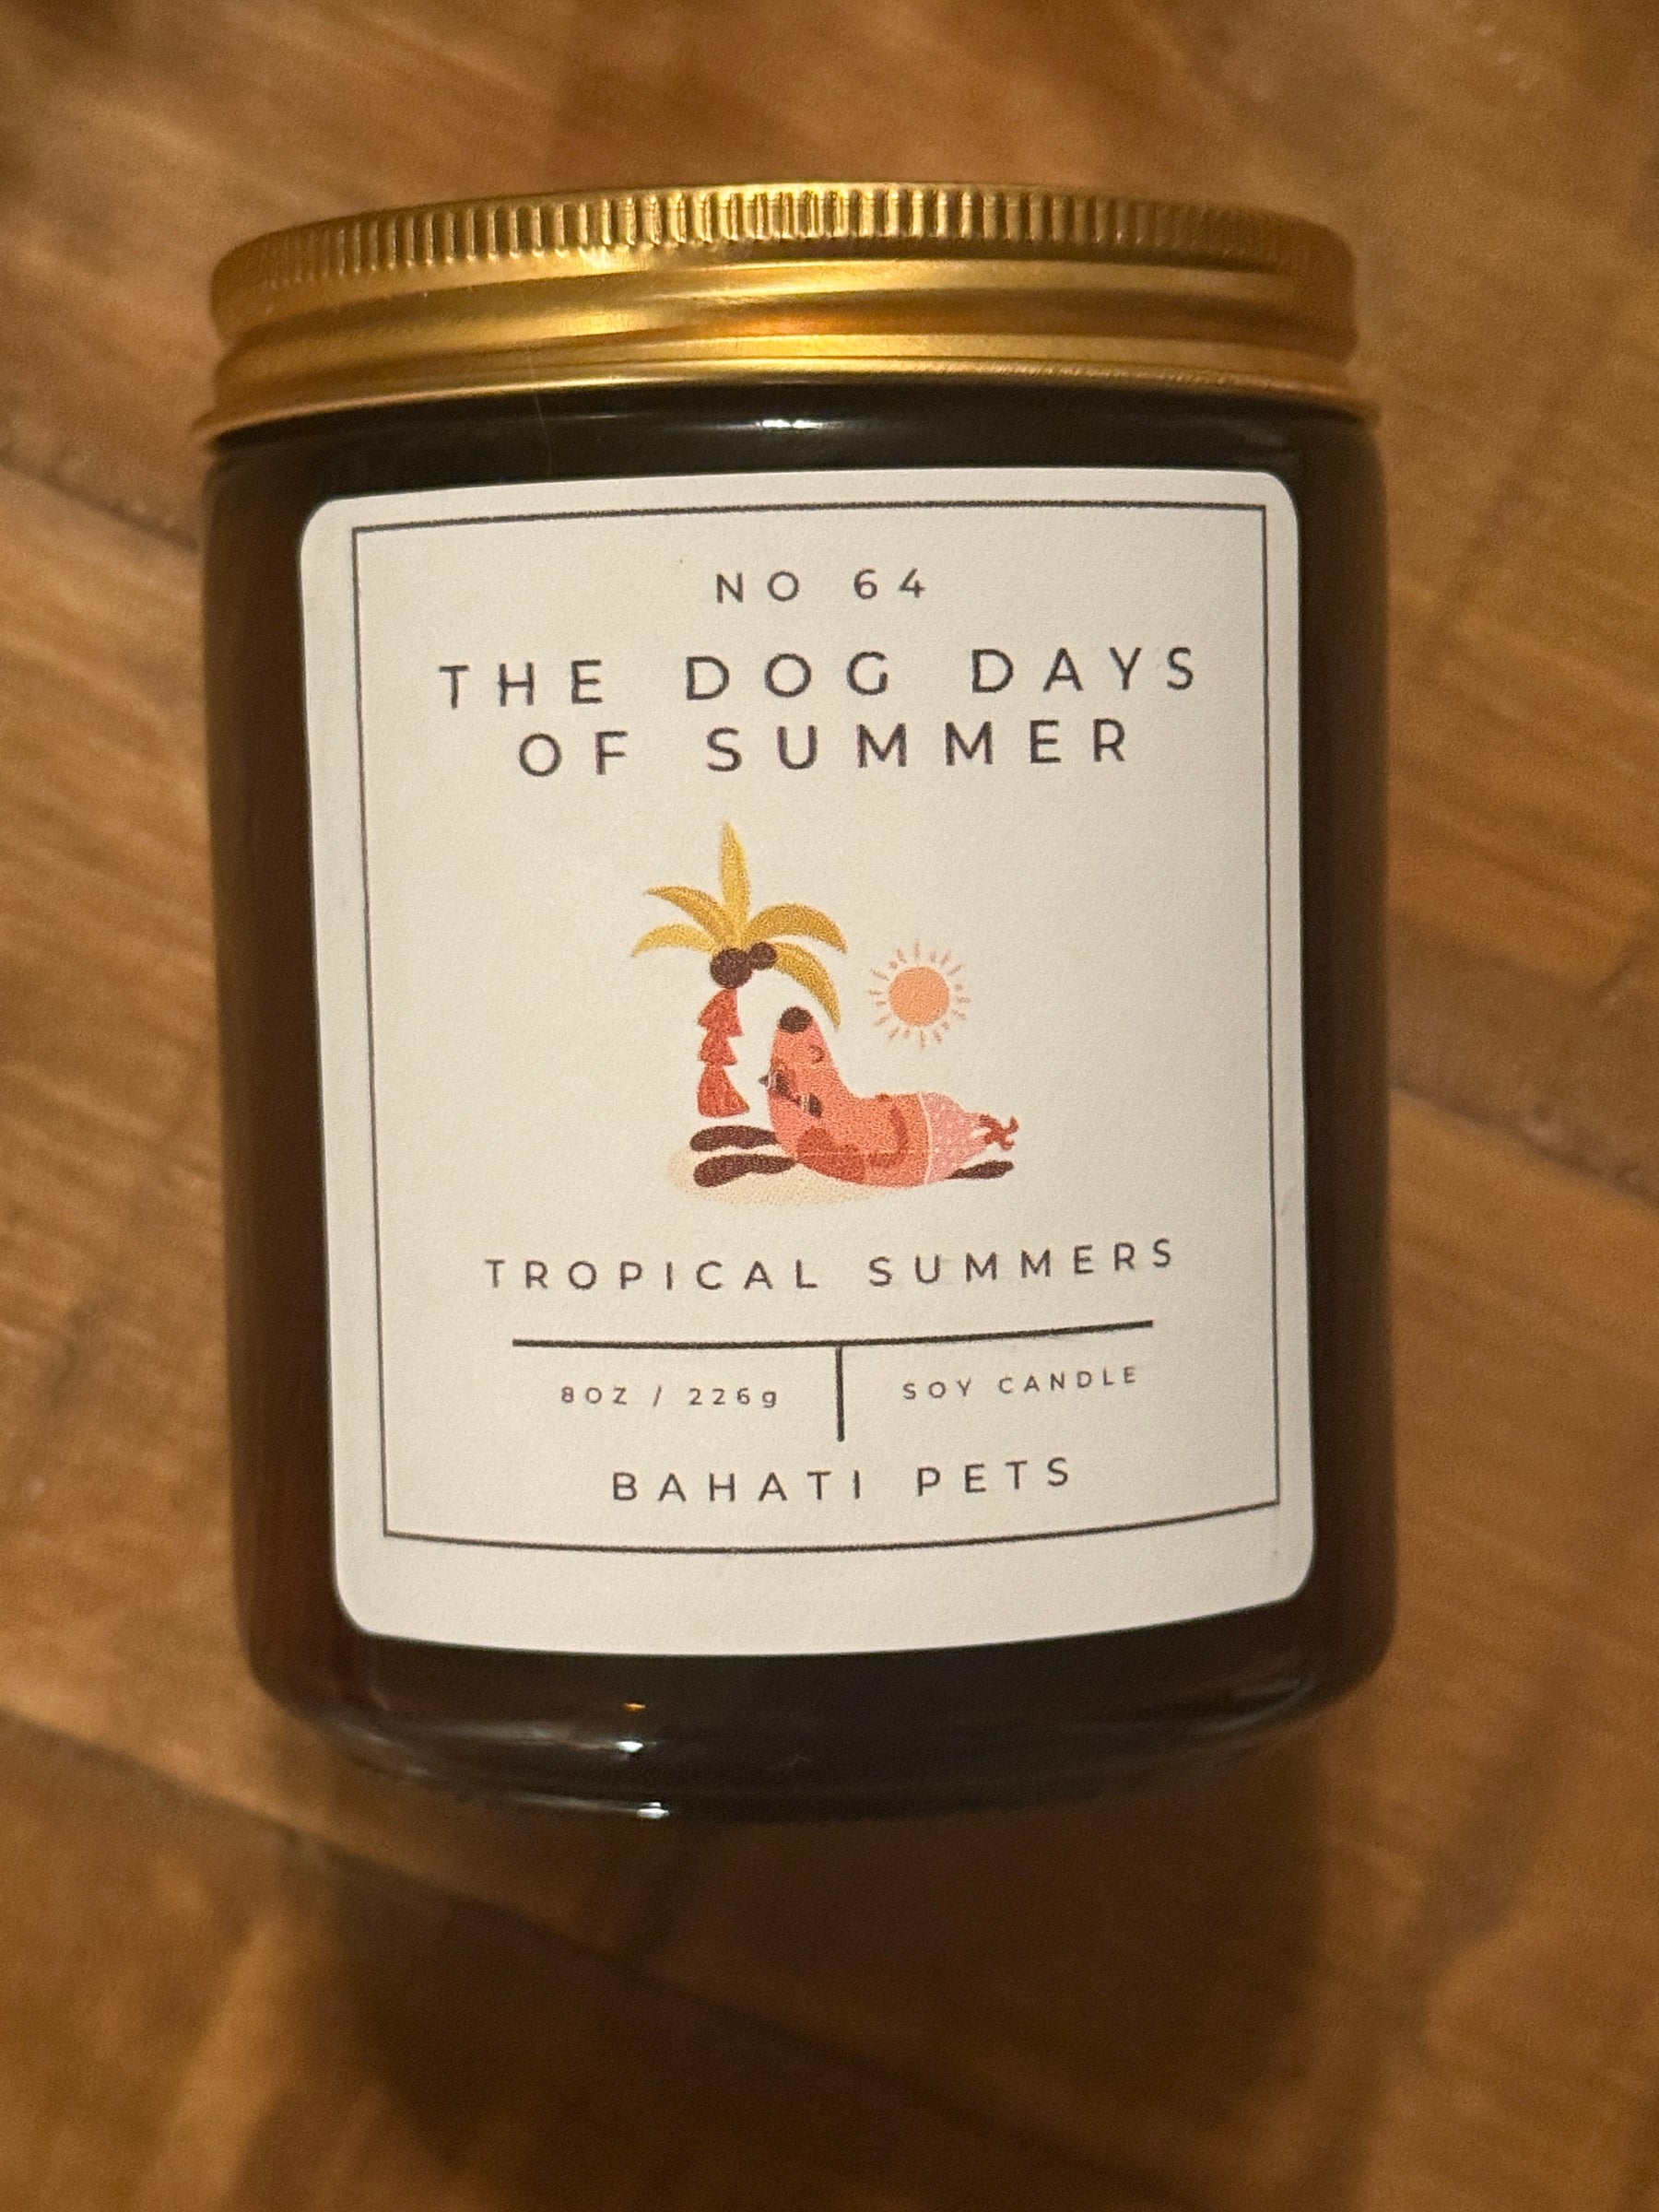 NO 64
THE DOG DAYS
OF SUMMER
TROPICAL SUMMERS
8OZ / 226g
SOY CANDLE
BAHATI PETS